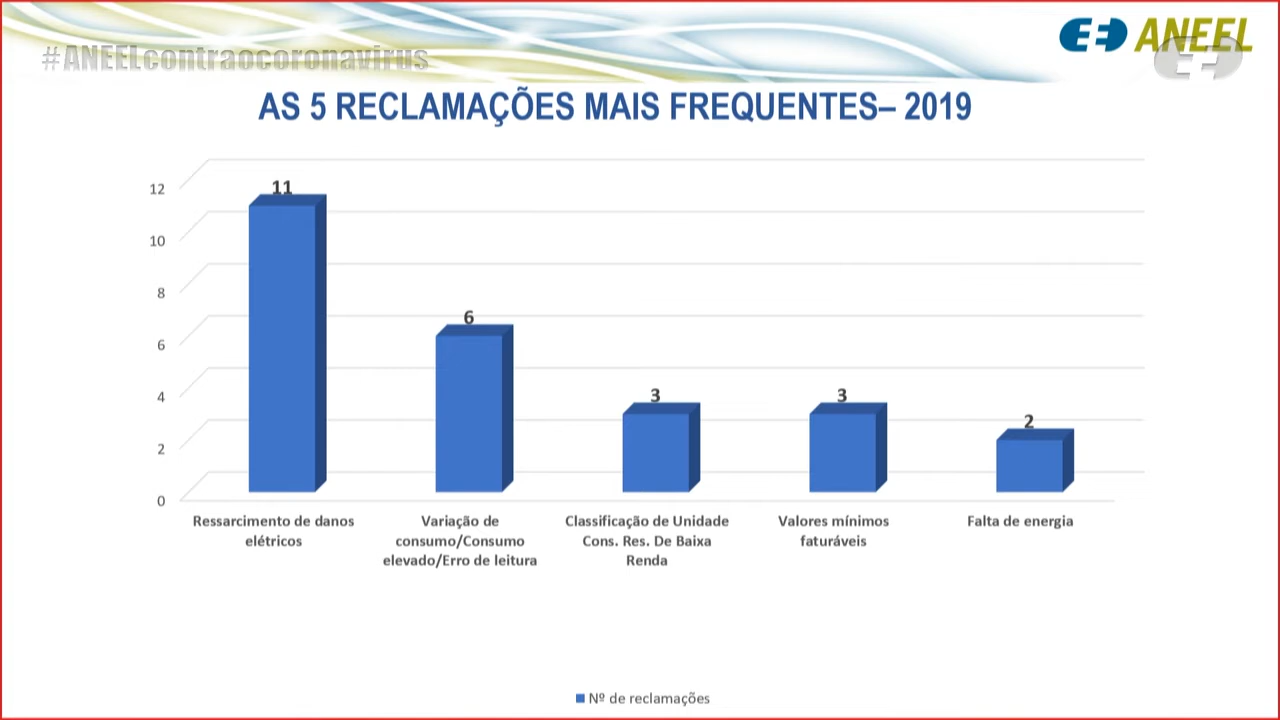 #ANEELcontraocoronavirus
ANEEL
AS 5 RECLAMAÇÕES MAIS FREQUENTES– 2019
12
10
8
6
4
2
0
11
6
3
3
2
Ressarcimento de danos
elétricos
Variação de
consumo/Consumo
elevado/Erro de leitura
Classificação de Unidade
Cons. Res. De Baixa
Renda
Valores mínimos
faturáveis
Falta de energia
Nº de reclamações